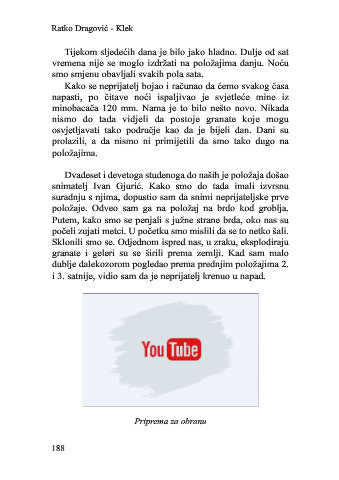 Ratko Dragović - Klek
Tijekom sljedećih dana je bilo jako hladno. Dulje od sat
vremena nije se moglo izdržati na položajima danju. Noću
smo smjenu obavljali svakih pola sata.
Kako se neprijatelj bojao i računao da ćemo svakog časa
napasti, po čitave noći ispaljivao je svjetleće mine iz
minobacača 120 mm. Nama je to bilo nešto novo. Nikada
nismo do tada vidjeli da postoje granate koje mogu
osvjetljavati tako područje kao da je bijeli dan. Dani su
prolazili, a da nismo ni primijetili da smo tako dugo na
položajima.
Dvadeset i devetoga studenoga do naših je položaja došao
snimatelj Ivan Gjurić. Kako smo do tada imali izvrsnu
suradnju s njima, dopustio sam da snimi neprijateljske prve
položaje. Odveo sam ga na položaj na brdo kod groblja.
Putem, kako smo se penjali s južne strane brda, oko nas su
počeli zujati metci. U početku smo mislili da se to netko šali.
Sklonili smo se. Odjednom ispred nas, u zraku, eksplodiraju
granate i geleri su se širili prema zemlji. Kad sam malo
dublje dalekozorom pogledao prema prednjim položajima 2.
i 3. satnije, vidio sam da je neprijatelj krenuo u napad.
YouTube
Priprema za obranu
188